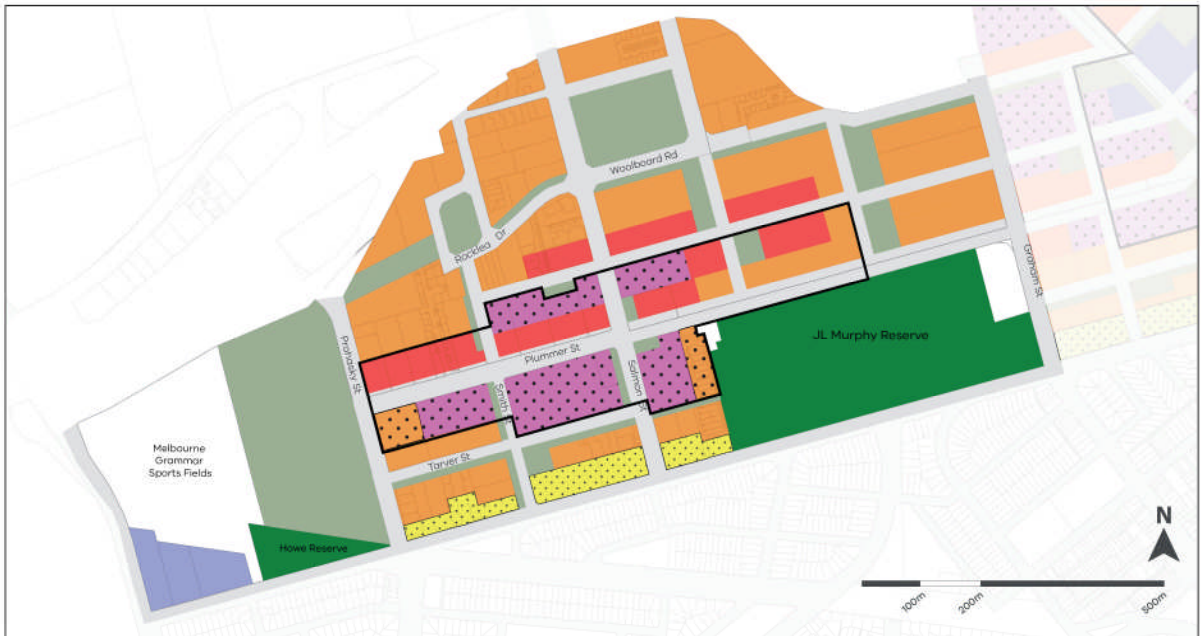 Woolboard Rd
Rocklea Dr
Prohasky St
Plummer St
Smith
Salmon St
Graham St
JL Murphy Reserve
Tarver St
Melbourne
Grammar
Sports Fields
Howe Reserve
N
100m
200m
500m